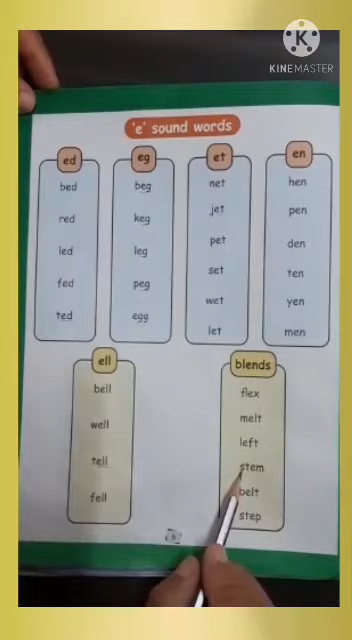 K
KINEMASTER
'e' sound words
ed
bed
red
led
fed
ted
eg
beg
keg
leg
peg
egg
et
net
jet
pet
set
wet
let
en
hen
pen
den
ten
yen
men
ell
bell
well
tell
fell
blends
flex
melt
left
stem
belt
step